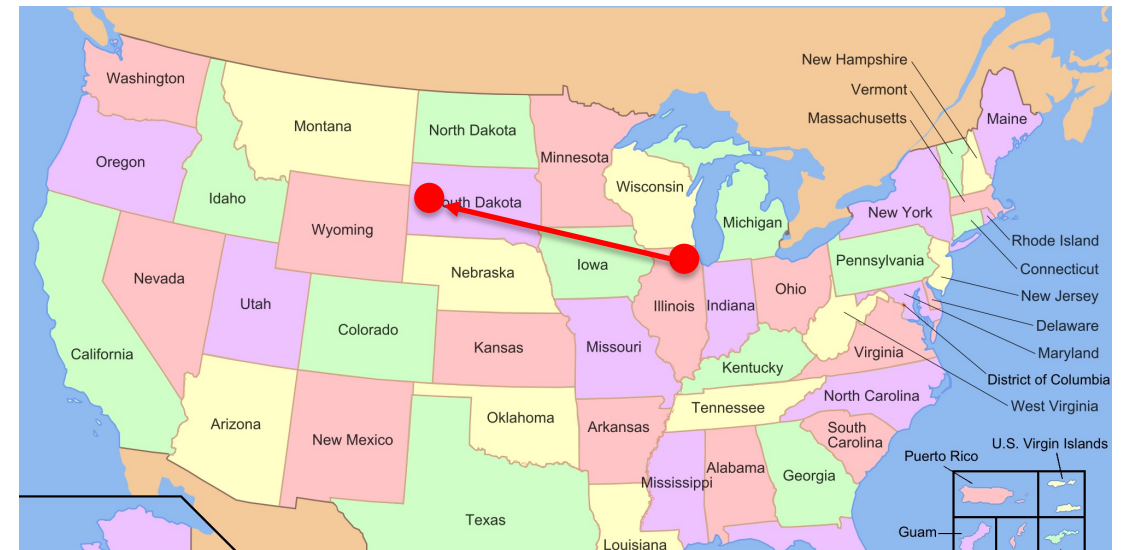 New Hampshire
Vermont
Massachusetts
Washington
Montana
North Dakota
Minnesota
Maine
Oregon
Idaho
Wisconsin
South Dakota
Michigan
New York
Wyoming
Rhode Island
Iowa
Nebraska
Pennsylvania
Connecticut
Nevada
Utah
Illinois
Indiana
Ohio
New Jersey
Colorado
Delaware
California
Kansas
Missouri
Virginia
Maryland
Kentucky
District of Columbia
Arizona
New Mexico
Oklahoma
Arkansas
Tennessee
North Carolina
West Virginia
South
Carolina
U.S. Virgin Islands
Puerto Rico
Mississippi
Alabama
Georgia
Texas
Louisiana
Guam